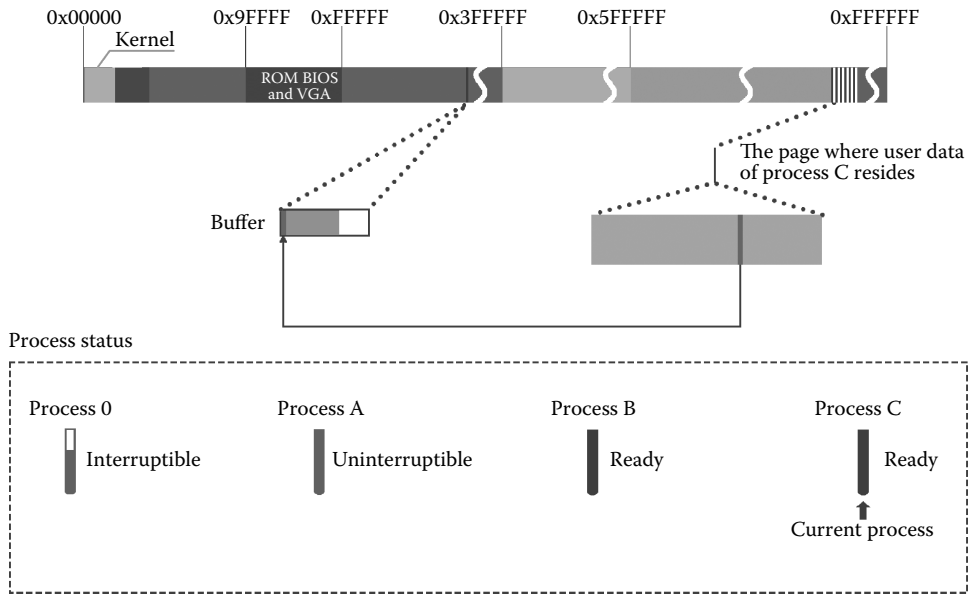 0x00000 0x9FFFF 0xFFFFF 0x3FFFFF 0x5FFFFF 0xFFFFFF
Kernel
ROM BIOS
and VGA
The page where user data
of process C resides
Buffer
Process status
Process 0 Process A Process B Process C
Interruptible Uninterruptible Ready Ready
Current process